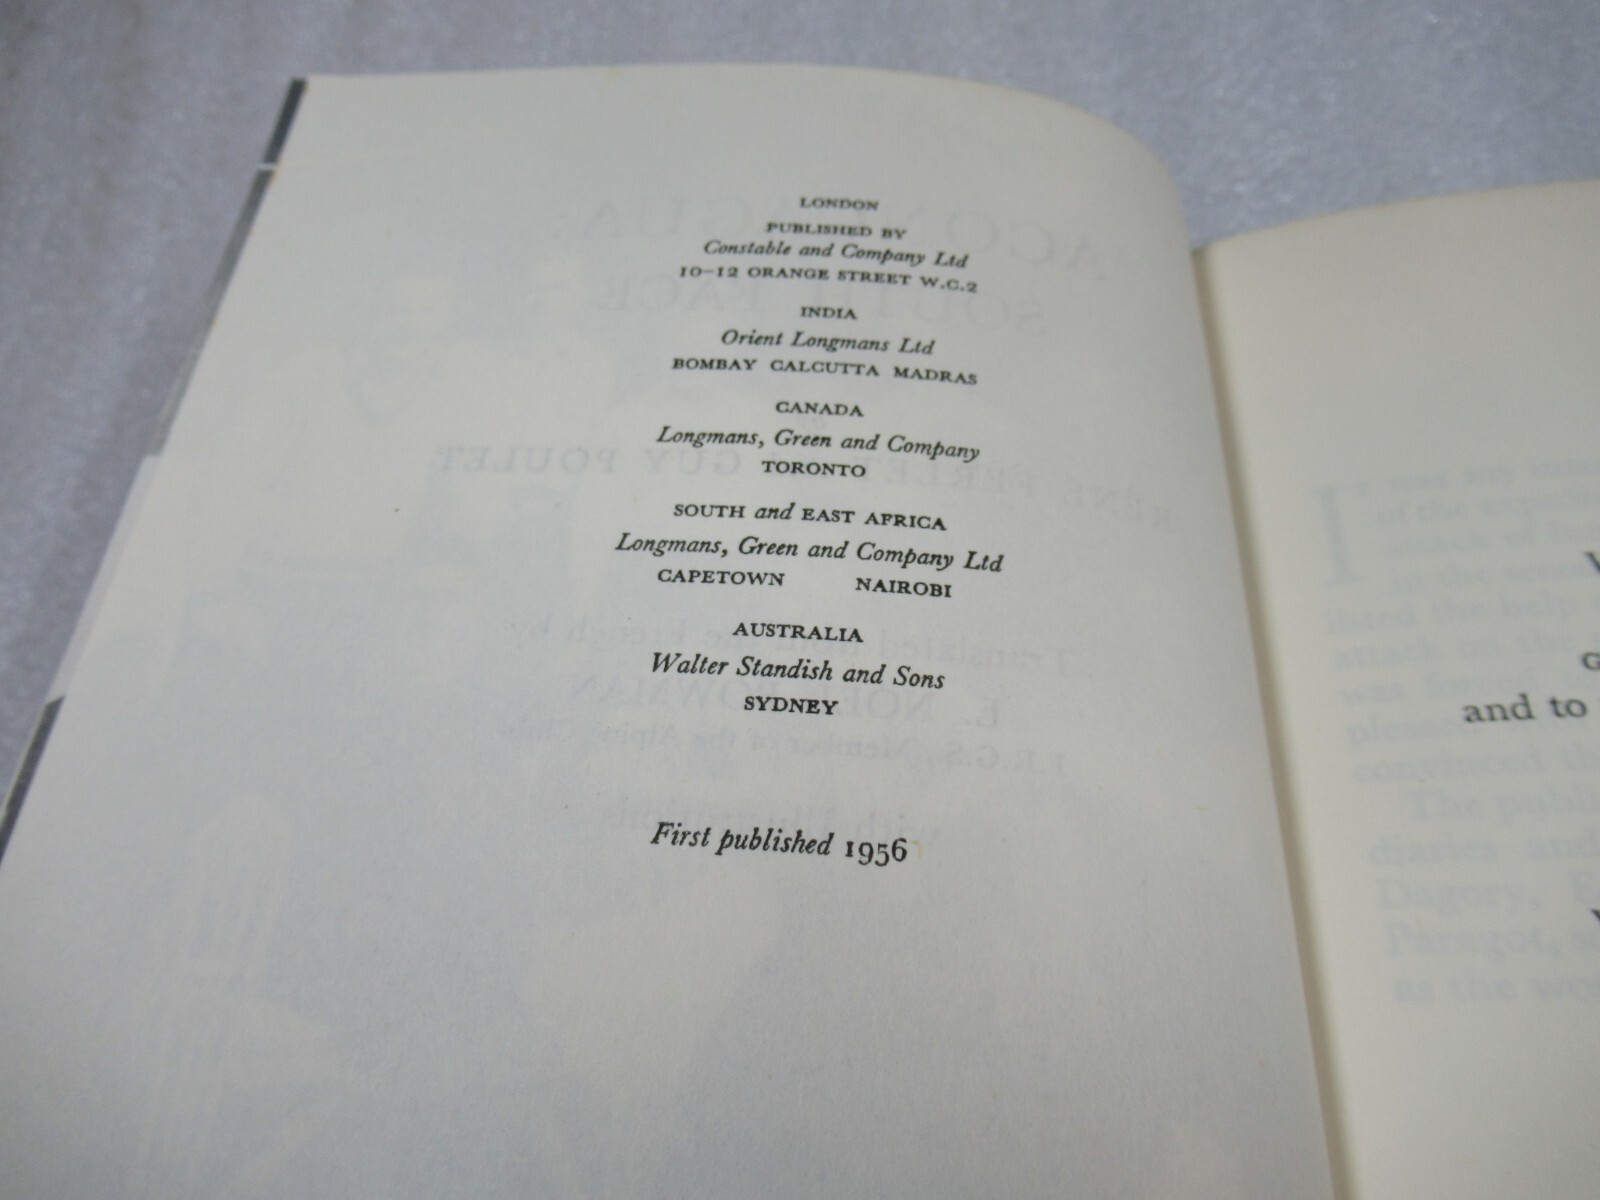 LONDON
PUBLISHED BY
Constable and Company Ltd
10–12 ORANGE STREET W.C.2
INDIA
Orient Longmans Ltd
BOMBAY CALCUTTA MADRAS
CANADA
Longmans, Green and Company
TORONTO
SOUTH and EAST AFRICA
Longmans, Green and Company Ltd
CAPETOWN NAIROBI
AUSTRALIA
Walter Standish and Sons
SYDNEY
First published 1956
and to